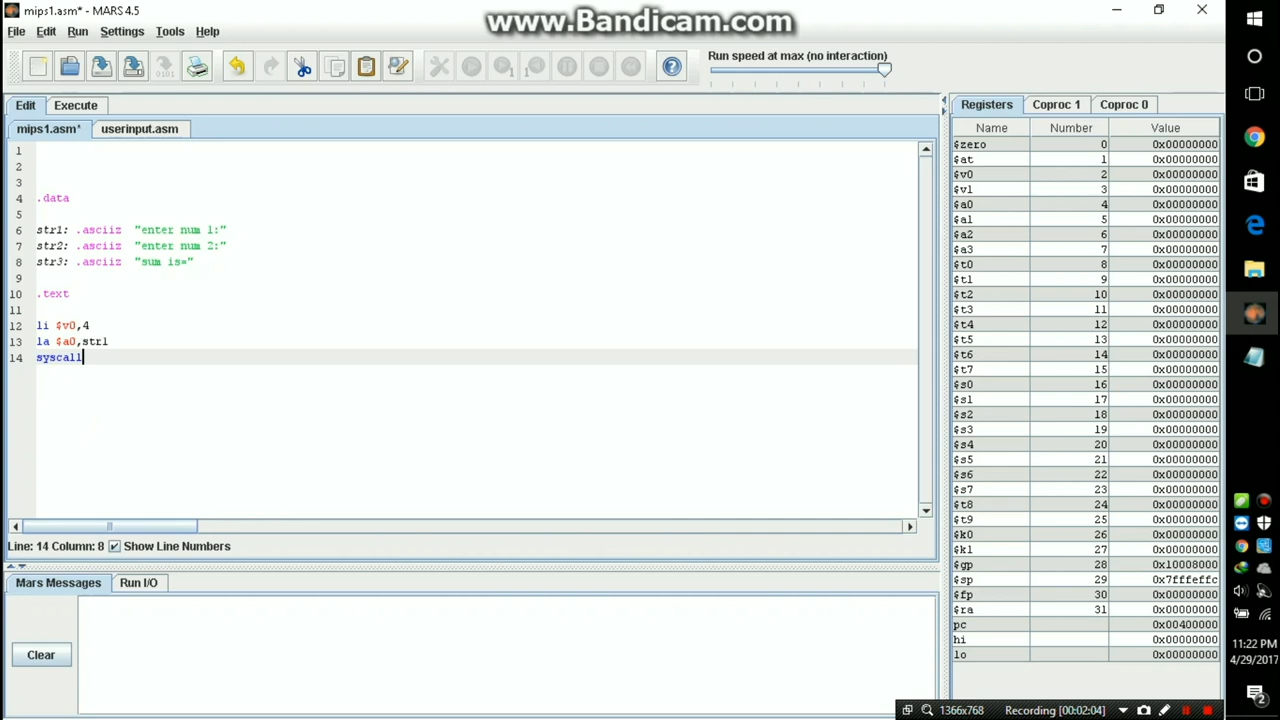 www.Bandicam.com
mips1.asm* - MARS 4.5
File Edit Run Settings Tools Help
Run speed at max (no interaction)
Edit Execute
mips1.asm* userinput.asm
1
2
3
4 .data
5
6 str1: .asciiz "enter num 1:"
7 str2: .asciiz "enter num 2:"
8 str3: .asciiz "sum is="
9
10 .text
11
12 li $v0,4
13 la $a0,str1
14 syscall
Line: 14 Column: 8 Show Line Numbers
Mars Messages Run I/O
Clear
Registers Coproc 1 Coproc 0
Name Number Value
$zero 0 0x00000000
$at 1 0x00000000
$v0 2 0x00000000
$v1 3 0x00000000
$a0 4 0x00000000
$a1 5 0x00000000
$a2 6 0x00000000
$a3 7 0x00000000
$t0 8 0x00000000
$t1 9 0x00000000
$t2 10 0x00000000
$t3 11 0x00000000
$t4 12 0x00000000
$t5 13 0x00000000
$t6 14 0x00000000
$t7 15 0x00000000
$s0 16 0x00000000
$s1 17 0x00000000
$s2 18 0x00000000
$s3 19 0x00000000
$s4 20 0x00000000
$s5 21 0x00000000
$s6 22 0x00000000
$s7 23 0x00000000
$t8 24 0x00000000
$t9 25 0x00000000
$k0 26 0x00000000
$k1 27 0x00000000
$gp 28 0x10008000
$sp 29 0x7fffeffc
$fp 30 0x00000000
$ra 31 0x00000000
pc 0x00400000
hi 0x00000000
lo 0x00000000
1366x768 Recording [00:02:04]
11:22 PM
4/29/2017
2